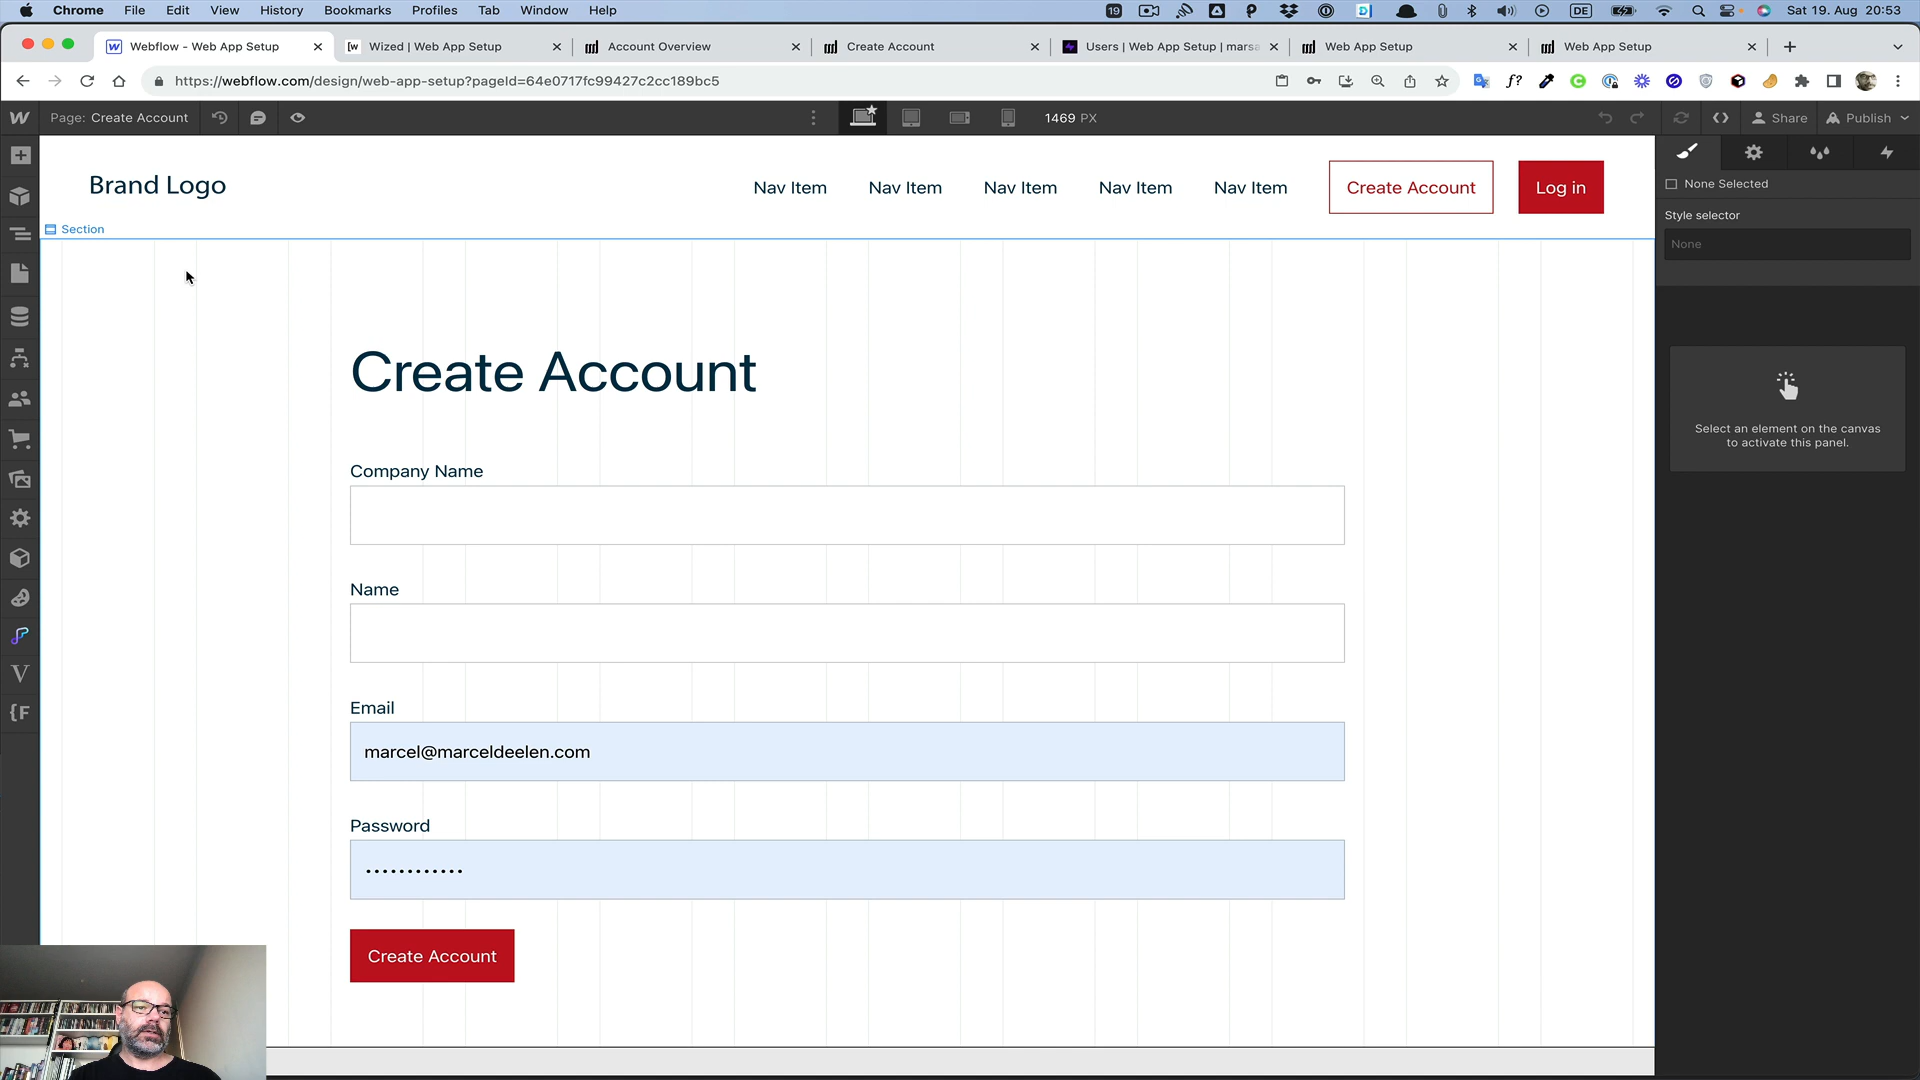 Chrome File Edit View History Bookmarks Profiles Tab Window Help 19 DE Sat 19. Aug 20:53
Webflow - Web App Setup Wized | Web App Setup Account Overview Create Account Users | Web App Setup | marsa Web App Setup Web App Setup
https://webflow.com/design/web-app-setup?pageId=64e0717fc99427c2cc189bc5
Page: Create Account 1469 PX Share Publish
Brand Logo Nav Item Nav Item Nav Item Nav Item Nav Item Create Account Log in
None Selected
Style selector
None
Section
Create Account
Select an element on the canvas
to activate this panel.
Company Name
Name
Email
marcel@marceldeelen.com
Password
••••••••••••
Create Account